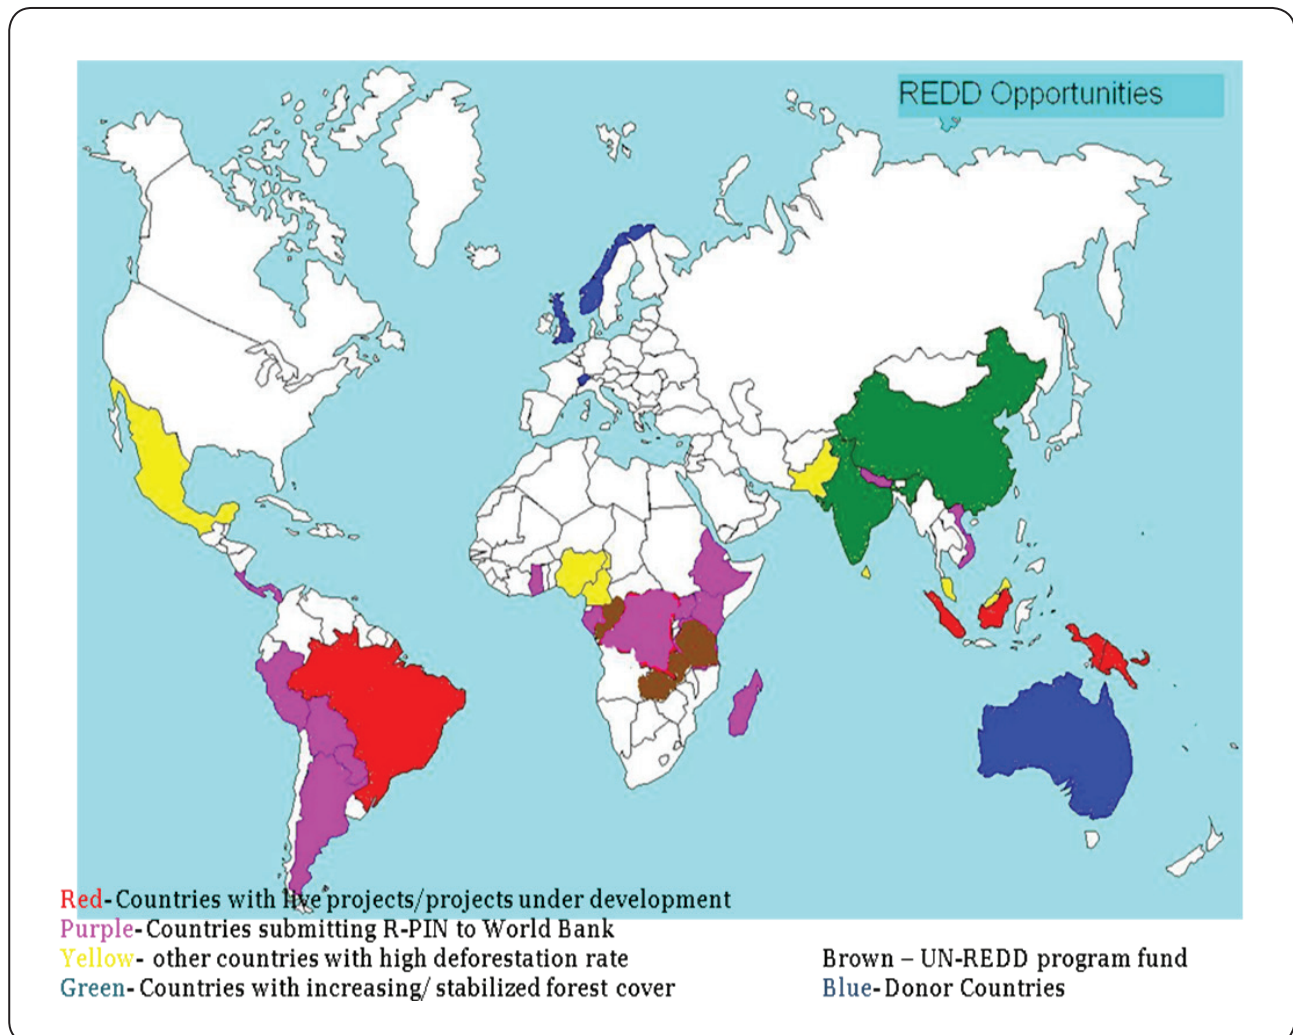 REDD Opportunities
Red- Countries with live projects/projects under development
Purple- Countries submitting R-PIN to World Bank
Yellow- other countries with high deforestation rate
Green- Countries with increasing/ stabilized forest cover
Brown – UN-REDD program fund
Blue- Donor Countries